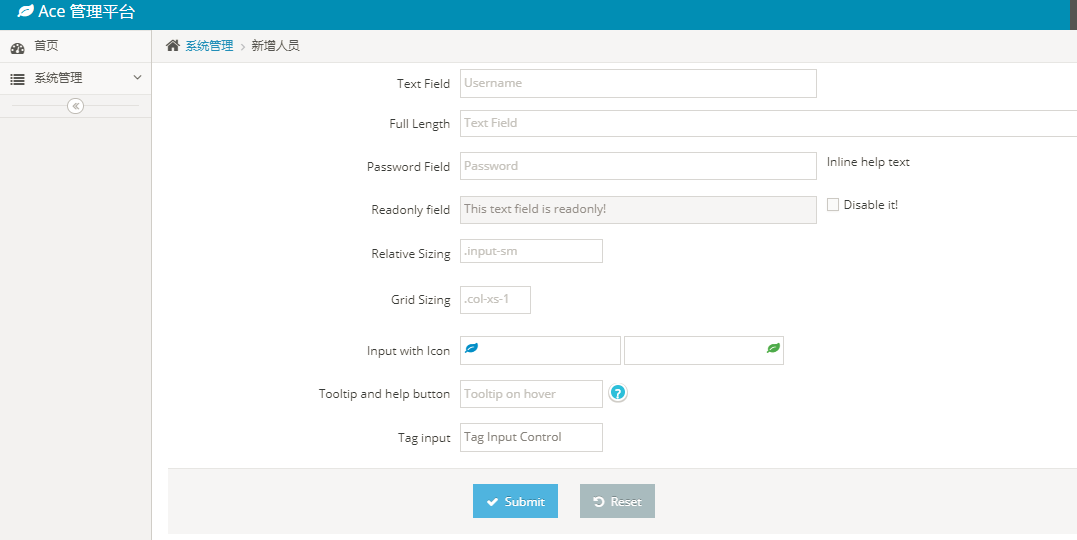 Ace 管理平台
首页
系统管理
系统管理 > 新增人员
Text Field Username
Full Length Text Field
Password Field Password Inline help text
Readonly field This text field is readonly! Disable it!
Relative Sizing .input-sm
Grid Sizing .col-xs-1
Input with Icon
Tooltip and help button Tooltip on hover ?
Tag input Tag Input Control
Submit Reset